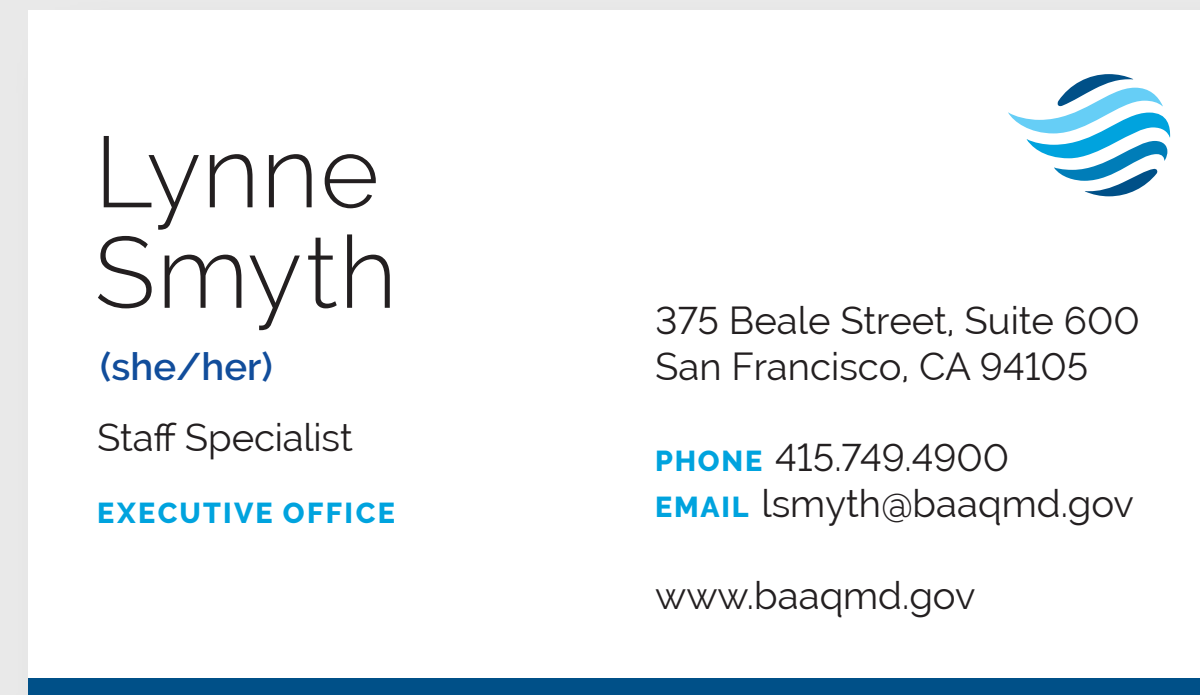 Lynne
Smyth
(she/her)
Staff Specialist
EXECUTIVE OFFICE
375 Beale Street, Suite 600
San Francisco, CA 94105
PHONE 415.749.4900
EMAIL lsmyth@baaqmd.gov
www.baaqmd.gov